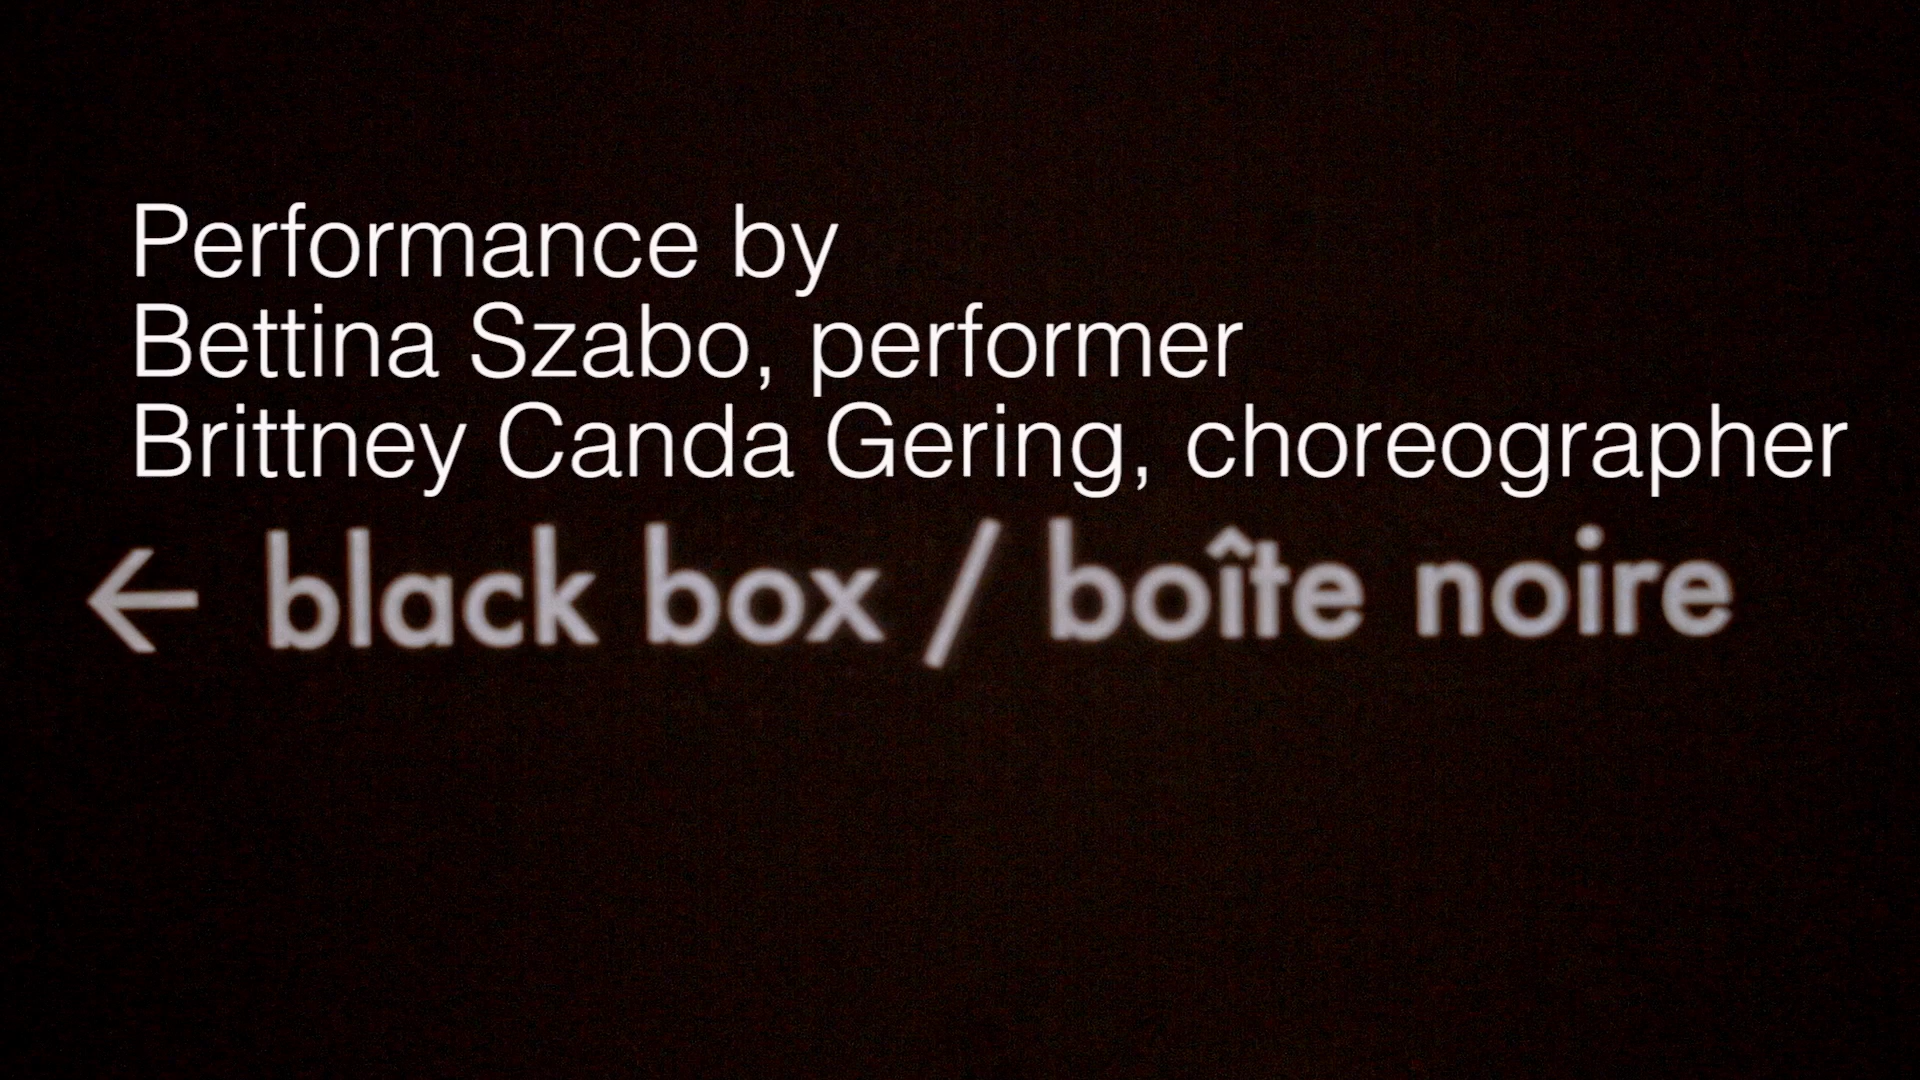 Performance by
Bettina Szabo, performer
Brittney Canda Gering, choreographer
← black box / boîte noire